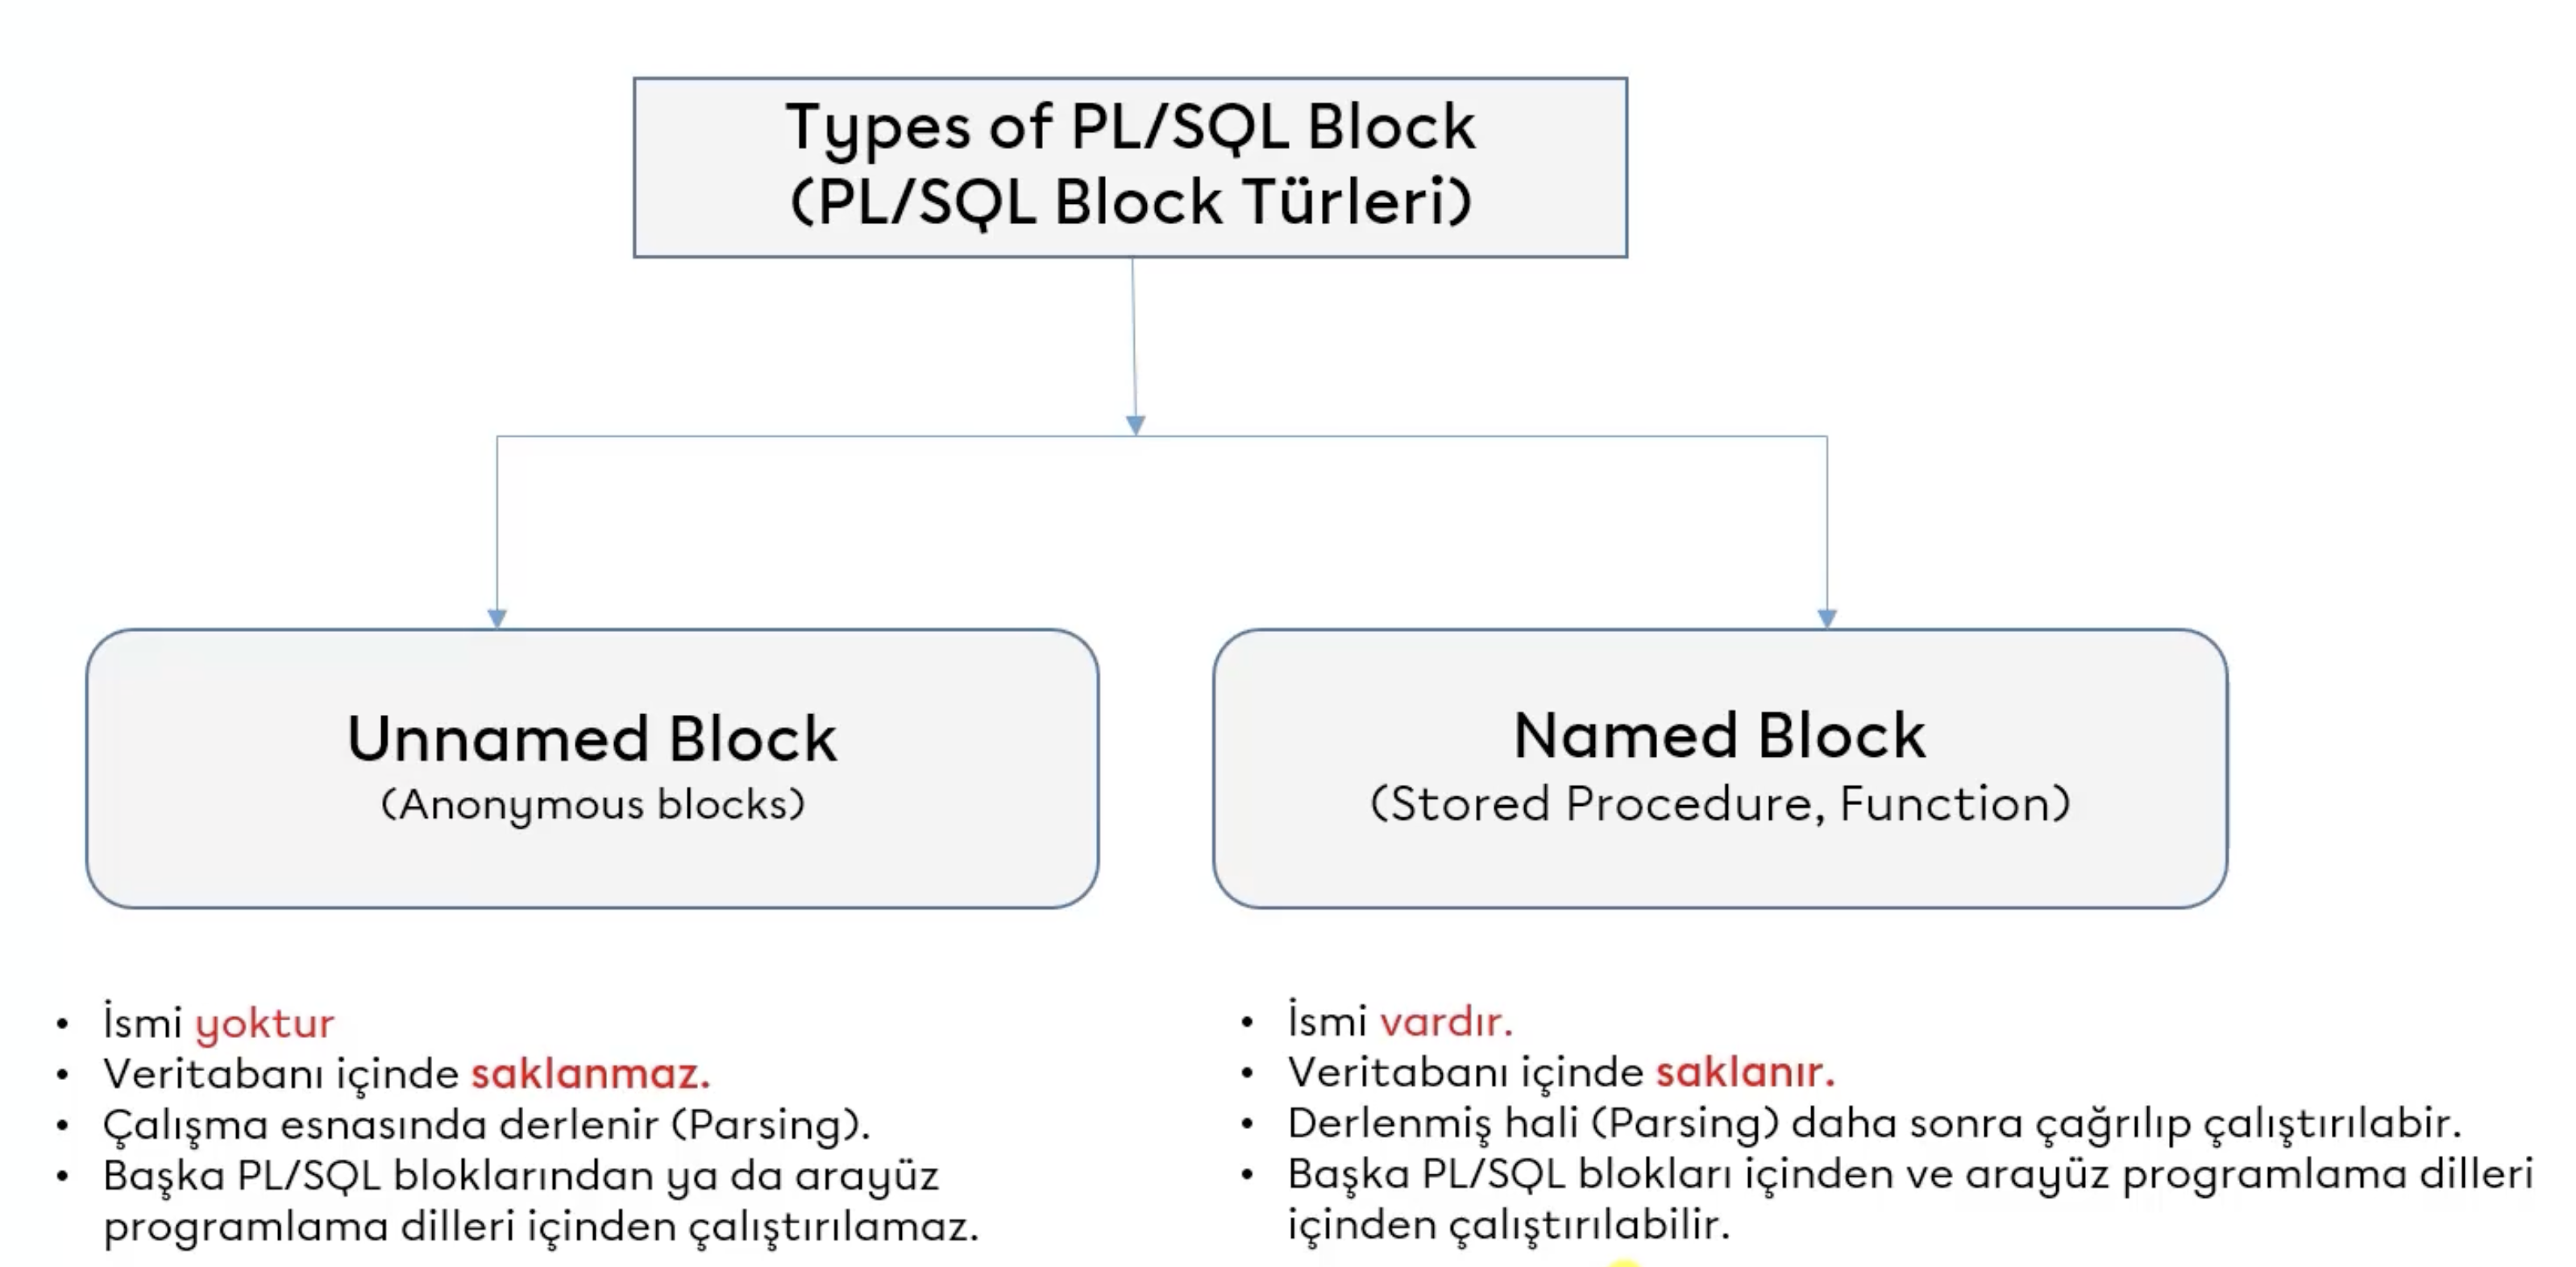 Types of PL/SQL Block
(PL/SQL Block Türleri)
Unnamed Block
(Anonymous blocks)
• İsmi yoktur
• Veritabanı içinde saklanmaz.
• Çalışma esnasında derlenir (Parsing).
• Başka PL/SQL bloklarından ya da arayüz
programlama dilleri içinden çalıştırılamaz.
Named Block
(Stored Procedure, Function)
• İsmi vardır.
• Veritabanı içinde saklanır.
• Derlenmiş hali (Parsing) daha sonra çağrılıp çalıştırılabir.
• Başka PL/SQL blokları içinden ve arayüz programlama dilleri
içinden çalıştırılabilir.